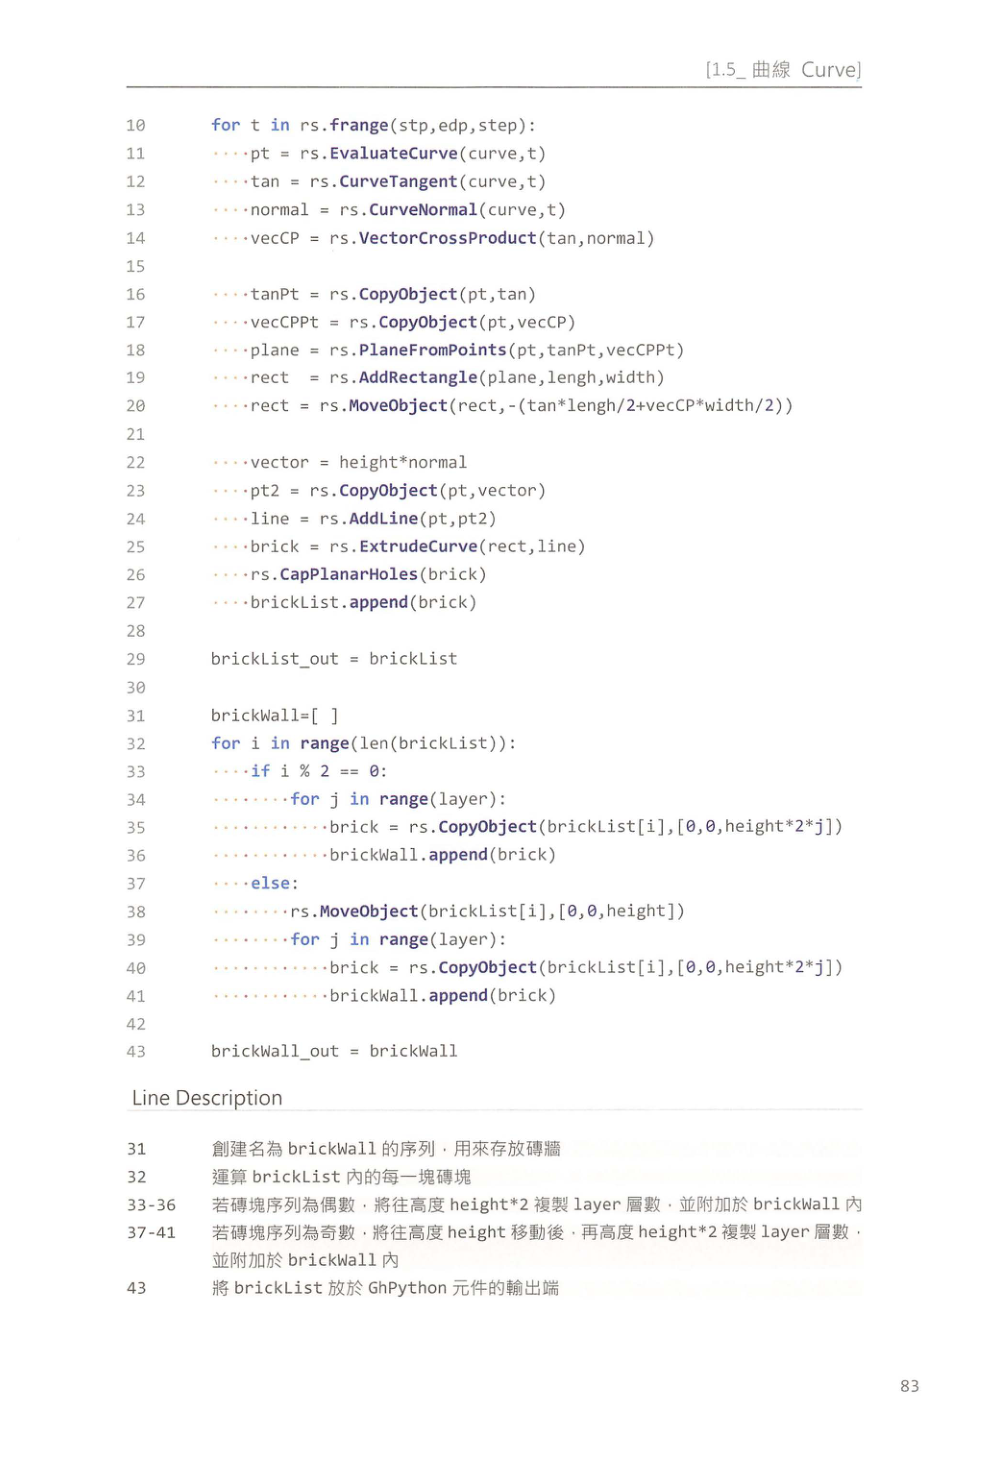 [1.5_ 曲線 Curve]
10 for t in rs.frange(stp,edp,step):
11 ····pt = rs.EvaluateCurve(curve,t)
12 ····tan = rs.CurveTangent(curve,t)
13 ····normal = rs.CurveNormal(curve,t)
14 ····vecCP = rs.VectorCrossProduct(tan,normal)
15
16 ····tanPt = rs.CopyObject(pt,tan)
17 ····vecCPPt = rs.CopyObject(pt,vecCP)
18 ····plane = rs.PlaneFromPoints(pt,tanPt,vecCPPt)
19 ····rect  = rs.AddRectangle(plane,lengh,width)
20 ····rect = rs.MoveObject(rect,-(tan*lengh/2+vecCP*width/2))
21
22 ····vector = height*normal
23 ····pt2 = rs.CopyObject(pt,vector)
24 ····line = rs.AddLine(pt,pt2)
25 ····brick = rs.ExtrudeCurve(rect,line)
26 ····rs.CapPlanarHoles(brick)
27 ····brickList.append(brick)
28
29 brickList_out = brickList
30
31 brickWall=[ ]
32 for i in range(len(brickList)):
33 ····if i % 2 == 0:
34 ········for j in range(layer):
35 ············brick = rs.CopyObject(brickList[i],[0,0,height*2*j])
36 ············brickWall.append(brick)
37 ····else:
38 ········rs.MoveObject(brickList[i],[0,0,height])
39 ········for j in range(layer):
40 ············brick = rs.CopyObject(brickList[i],[0,0,height*2*j])
41 ············brickWall.append(brick)
42
43 brickWall_out = brickWall
Line Description
31 創建名為 brickWall 的序列，用來存放磚牆
32 運算 brickList 內的每一塊磚塊
33-36 若磚塊序列為偶數，將往高度 height*2 複製 layer 層數，並附加於 brickWall 內
37-41 若磚塊序列為奇數，將往高度 height 移動後，再高度 height*2 複製 layer 層數，
並附加於 brickWall 內
43 將 brickList 放於 GhPython 元件的輸出端
83